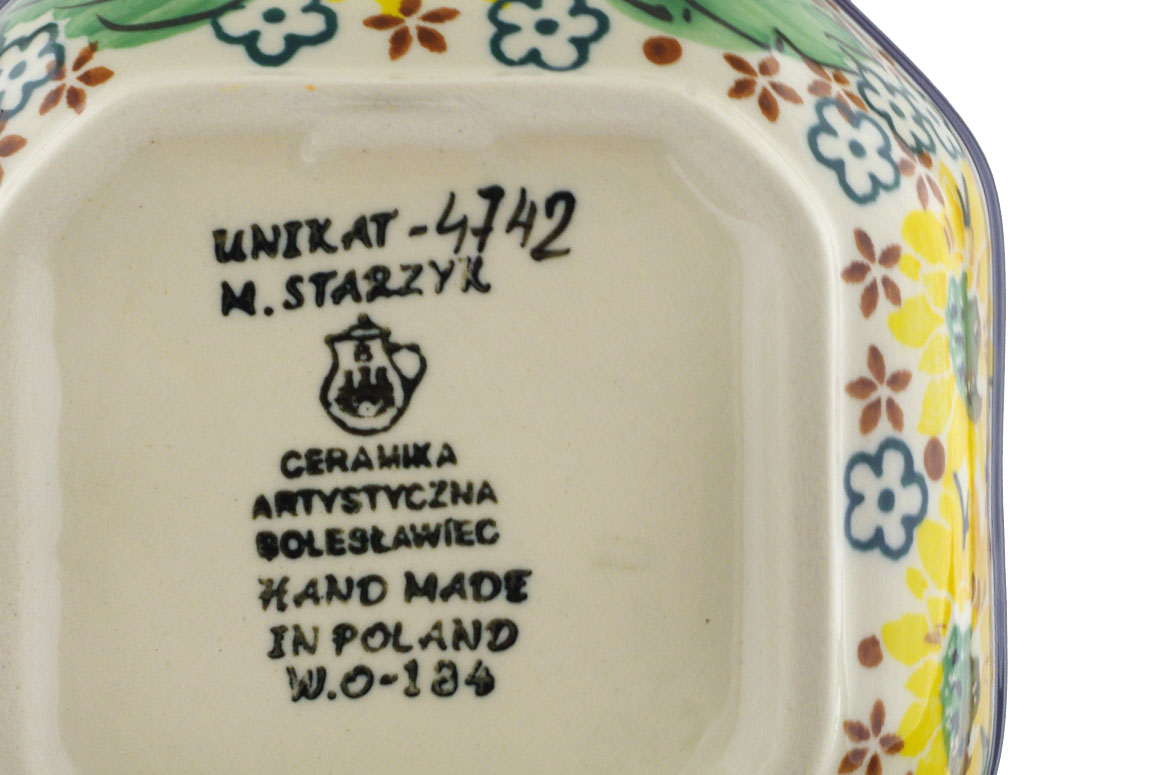 UNIKAT-4742
M. STARZYK
B
CERAMIKA
ARTYSTYCZNA
BOLESŁAWIEC
HAND MADE
IN POLAND
W.O-184